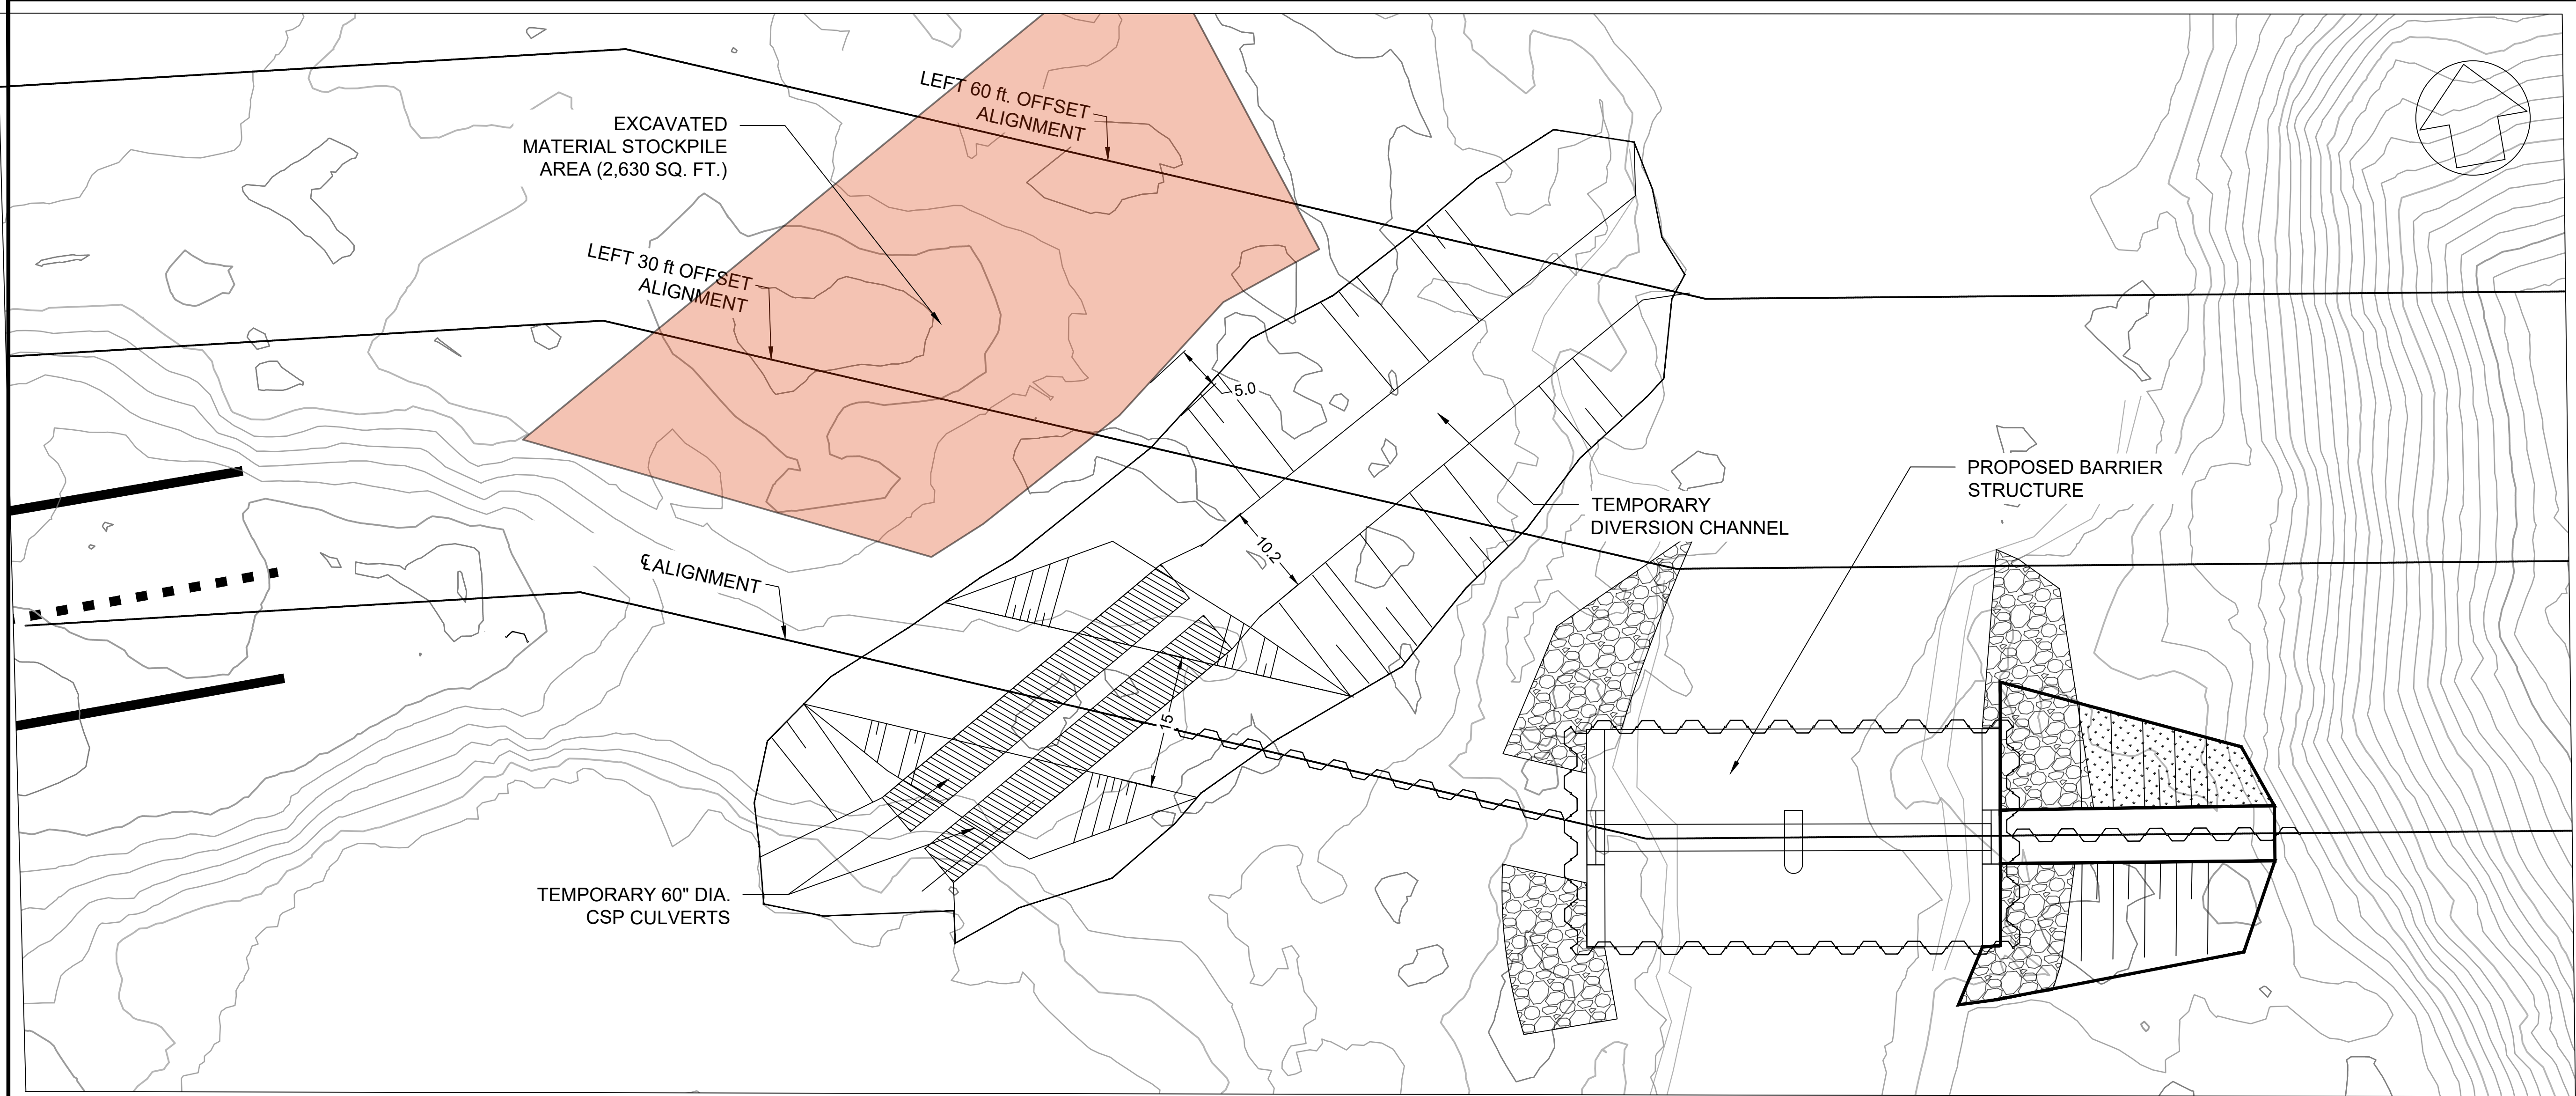 LEFT 60 ft. OFFSET
ALIGNMENT
EXCAVATED
MATERIAL STOCKPILE
AREA (2,630 SQ. FT.)
LEFT 30 ft OFFSET
ALIGNMENT
5.0
10.2
TEMPORARY
DIVERSION CHANNEL
PROPOSED BARRIER
STRUCTURE
℄ ALIGNMENT
15
TEMPORARY 60" DIA.
CSP CULVERTS